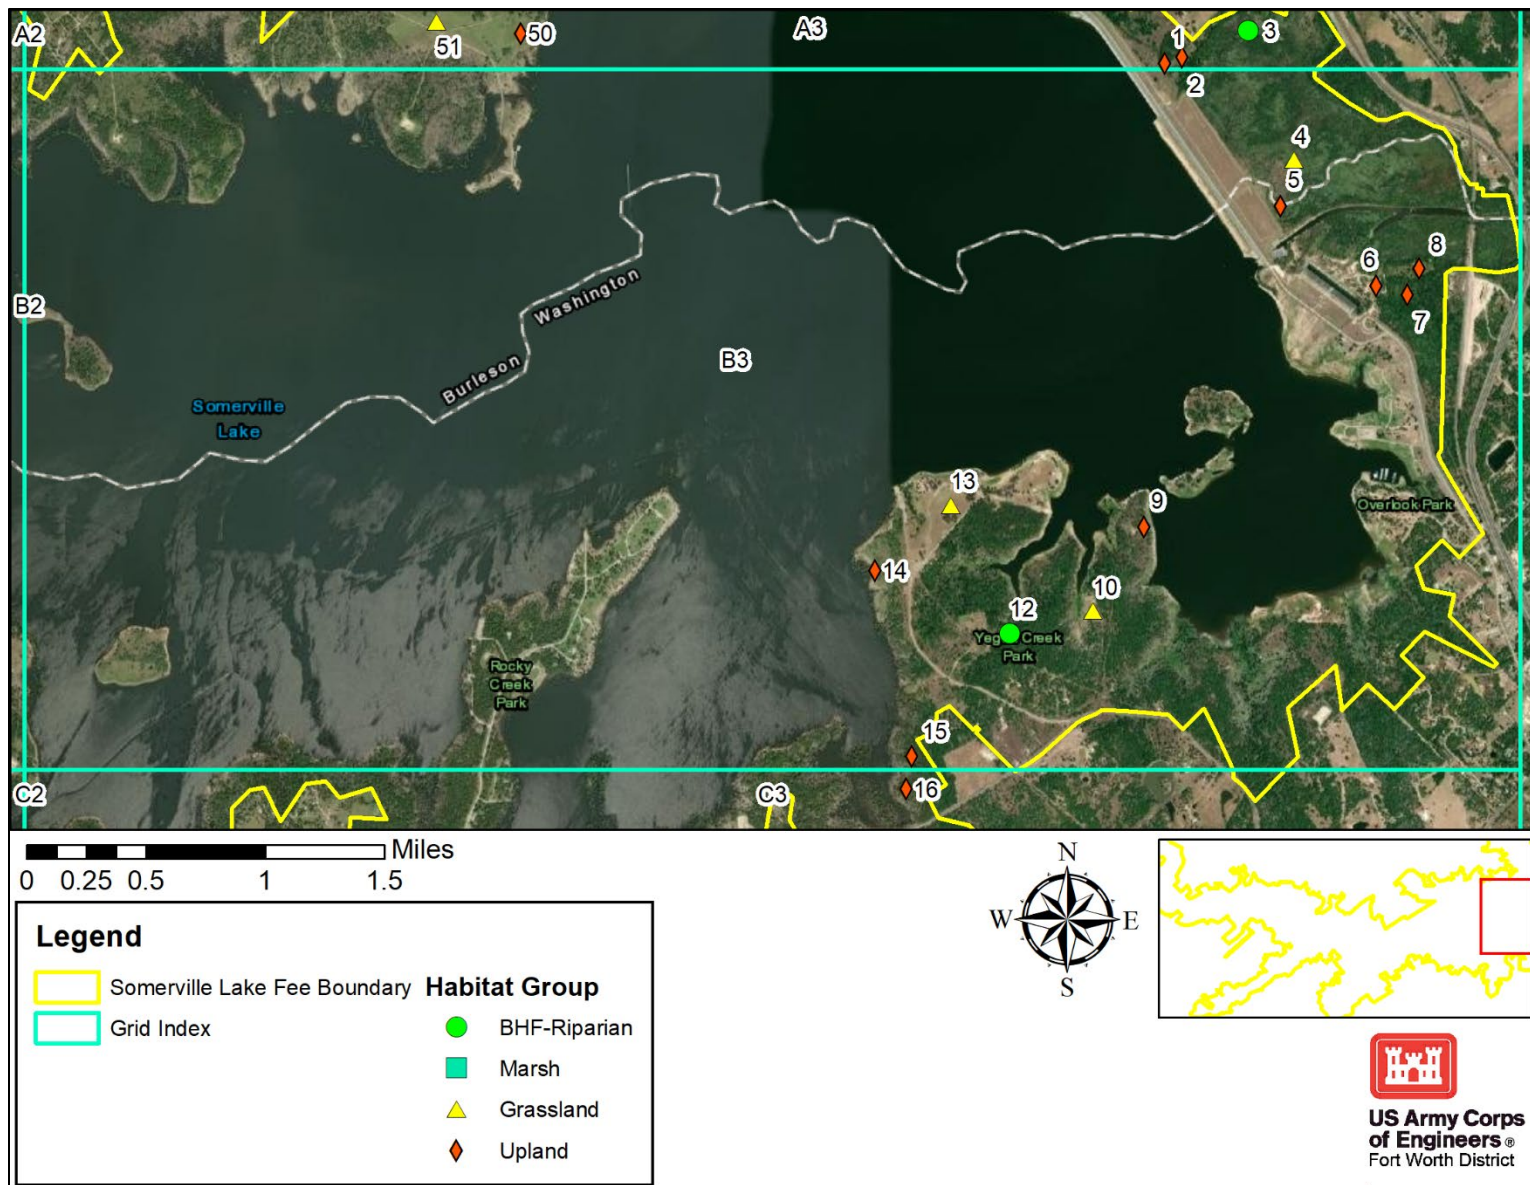 A2
51
50
A3
1
3
2
4
5
6
8
7
B2
Washington
Burleson
B3
Somerville
Lake
13
9
Overlook Park
14
10
12
Yegua Creek
Park
Rocky
Creek
Park
15
C2
C3
16
Miles
0 0.25 0.5 1 1.5
N
W E
S
Legend
Somerville Lake Fee Boundary
Grid Index
Habitat Group
BHF-Riparian
Marsh
Grassland
Upland
US Army Corps
of Engineers ®
Fort Worth District